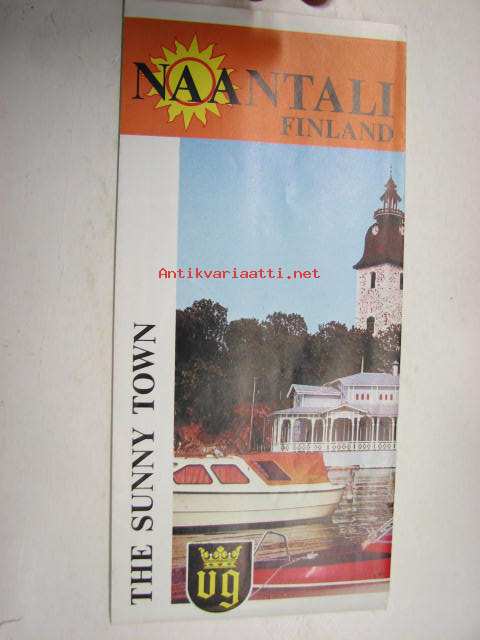 NAANTALI
FINLAND
Antikvariaatti.net
THE SUNNY TOWN
vg